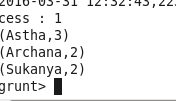 2016-03-31 12:32:43,22
cess : 1
(Astha,3)
(Archana,2)
(Sukanya,2)
grunt>